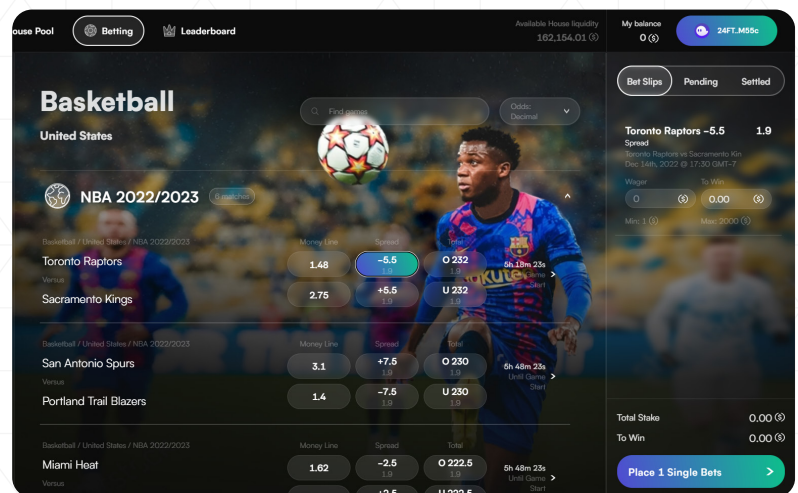 ouse Pool
Betting
Leaderboard
Available House liquidity
162,154.01 ($)
My balance
0 ($)
24FT..M55c
Basketball
United States
Find games
Odds:
Decimal
NBA 2022/2023
6 matches
Basketball / United States / NBA 2022/2023
Money Line
Spread
Total
Toronto Raptors
1.48
-5.5
1.9
O 232
1.9
5h 18m 23s
Until Game
Start
Versus
Sacramento Kings
2.75
+5.5
1.9
U 232
1.9
Basketball / United States / NBA 2022/2023
Money Line
Spread
Total
San Antonio Spurs
3.1
+7.5
1.9
O 230
1.9
5h 48m 23s
Until Game
Start
Versus
Portland Trail Blazers
1.4
-7.5
1.9
U 230
1.9
Basketball / United States / NBA 2022/2023
Money Line
Spread
Total
Miami Heat
1.62
-2.5
1.9
O 222.5
1.9
5h 48m 23s
Until Game
Start
Versus
+2.5
U 222.5
Bet Slips
Pending
Settled
Toronto Raptors -5.5
1.9
Spread
Toronto Raptors vs Sacramento Kin
Dec 14th, 2022 @ 17:30 GMT-7
Wager
To Win
0 ($)
0.00 ($)
Min: 1 ($)
Max: 2000 ($)
Total Stake
0.00 ($)
To Win
0.00 ($)
Place 1 Single Bets